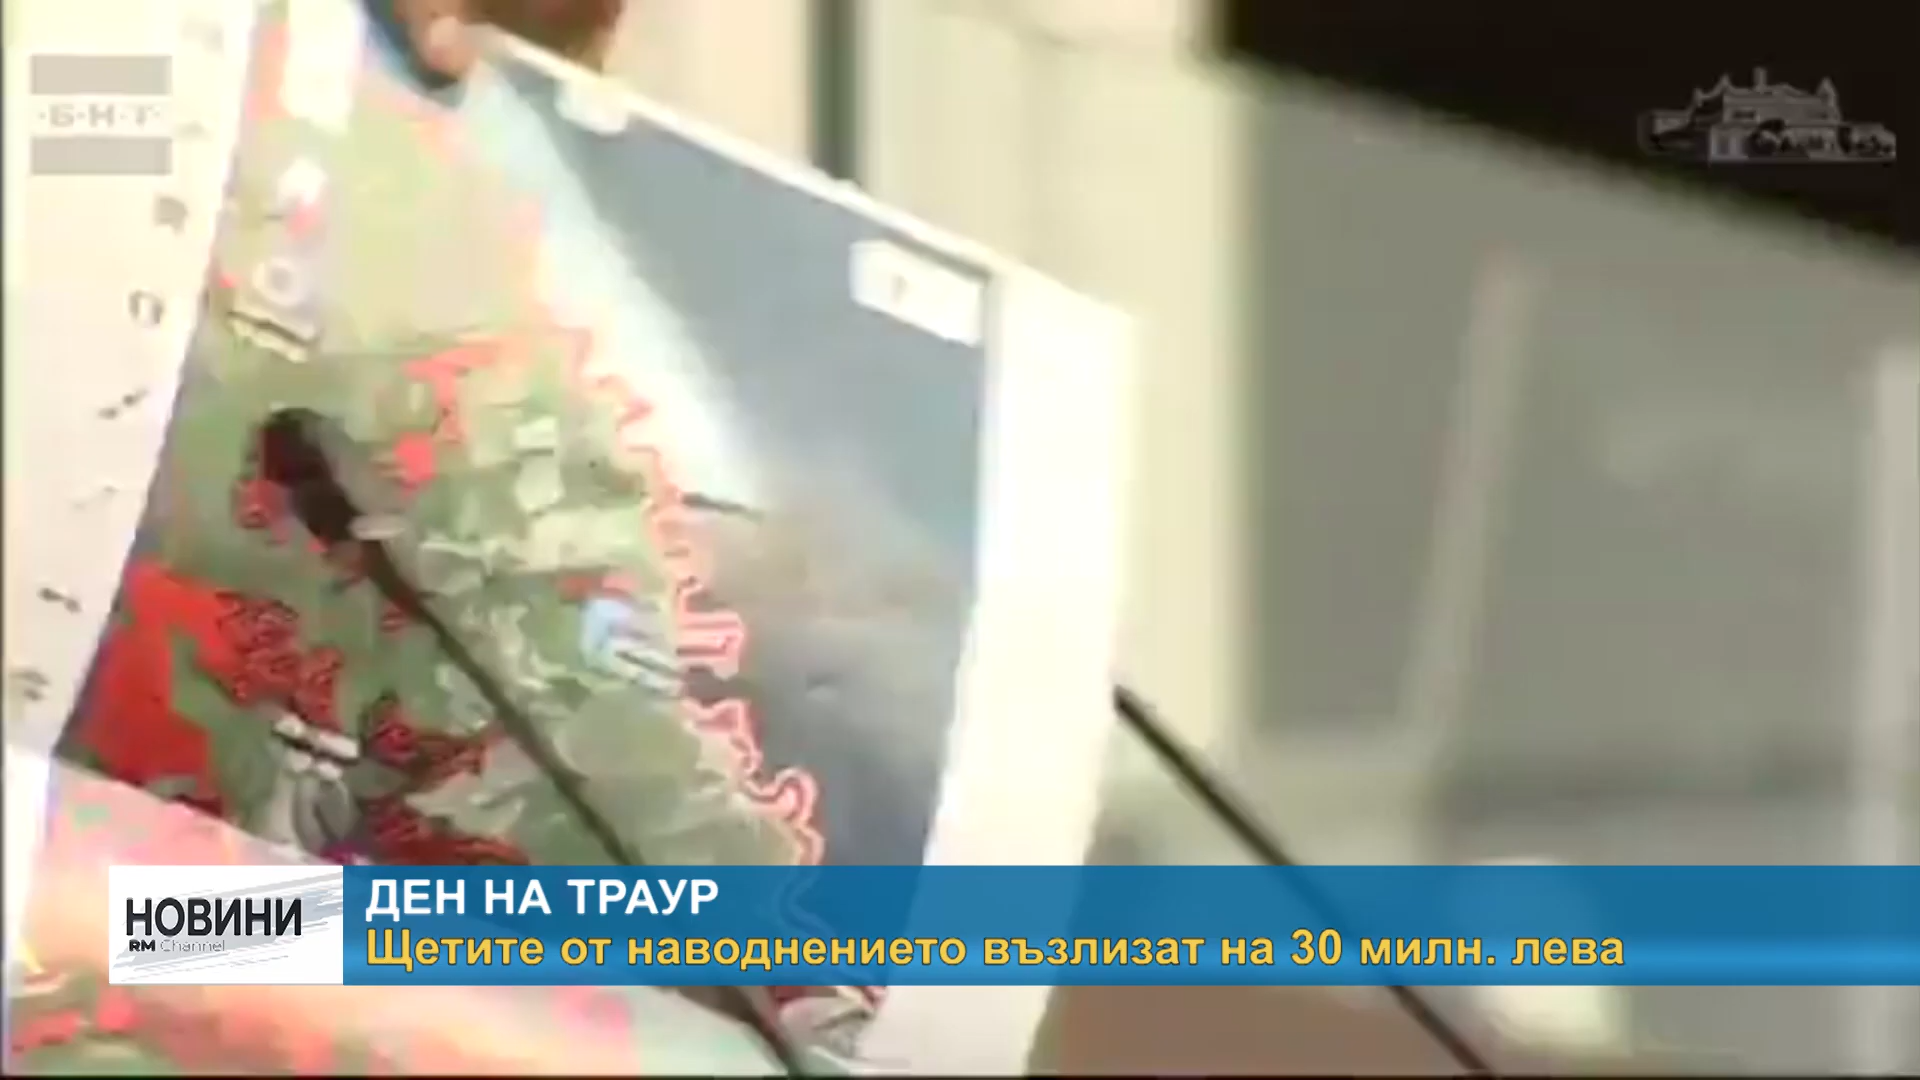 ·Б·Н·Т·
НОВИНИ
RM Channel
ДЕН НА ТРАУР
Щетите от наводнението възлизат на 30 милн. лева